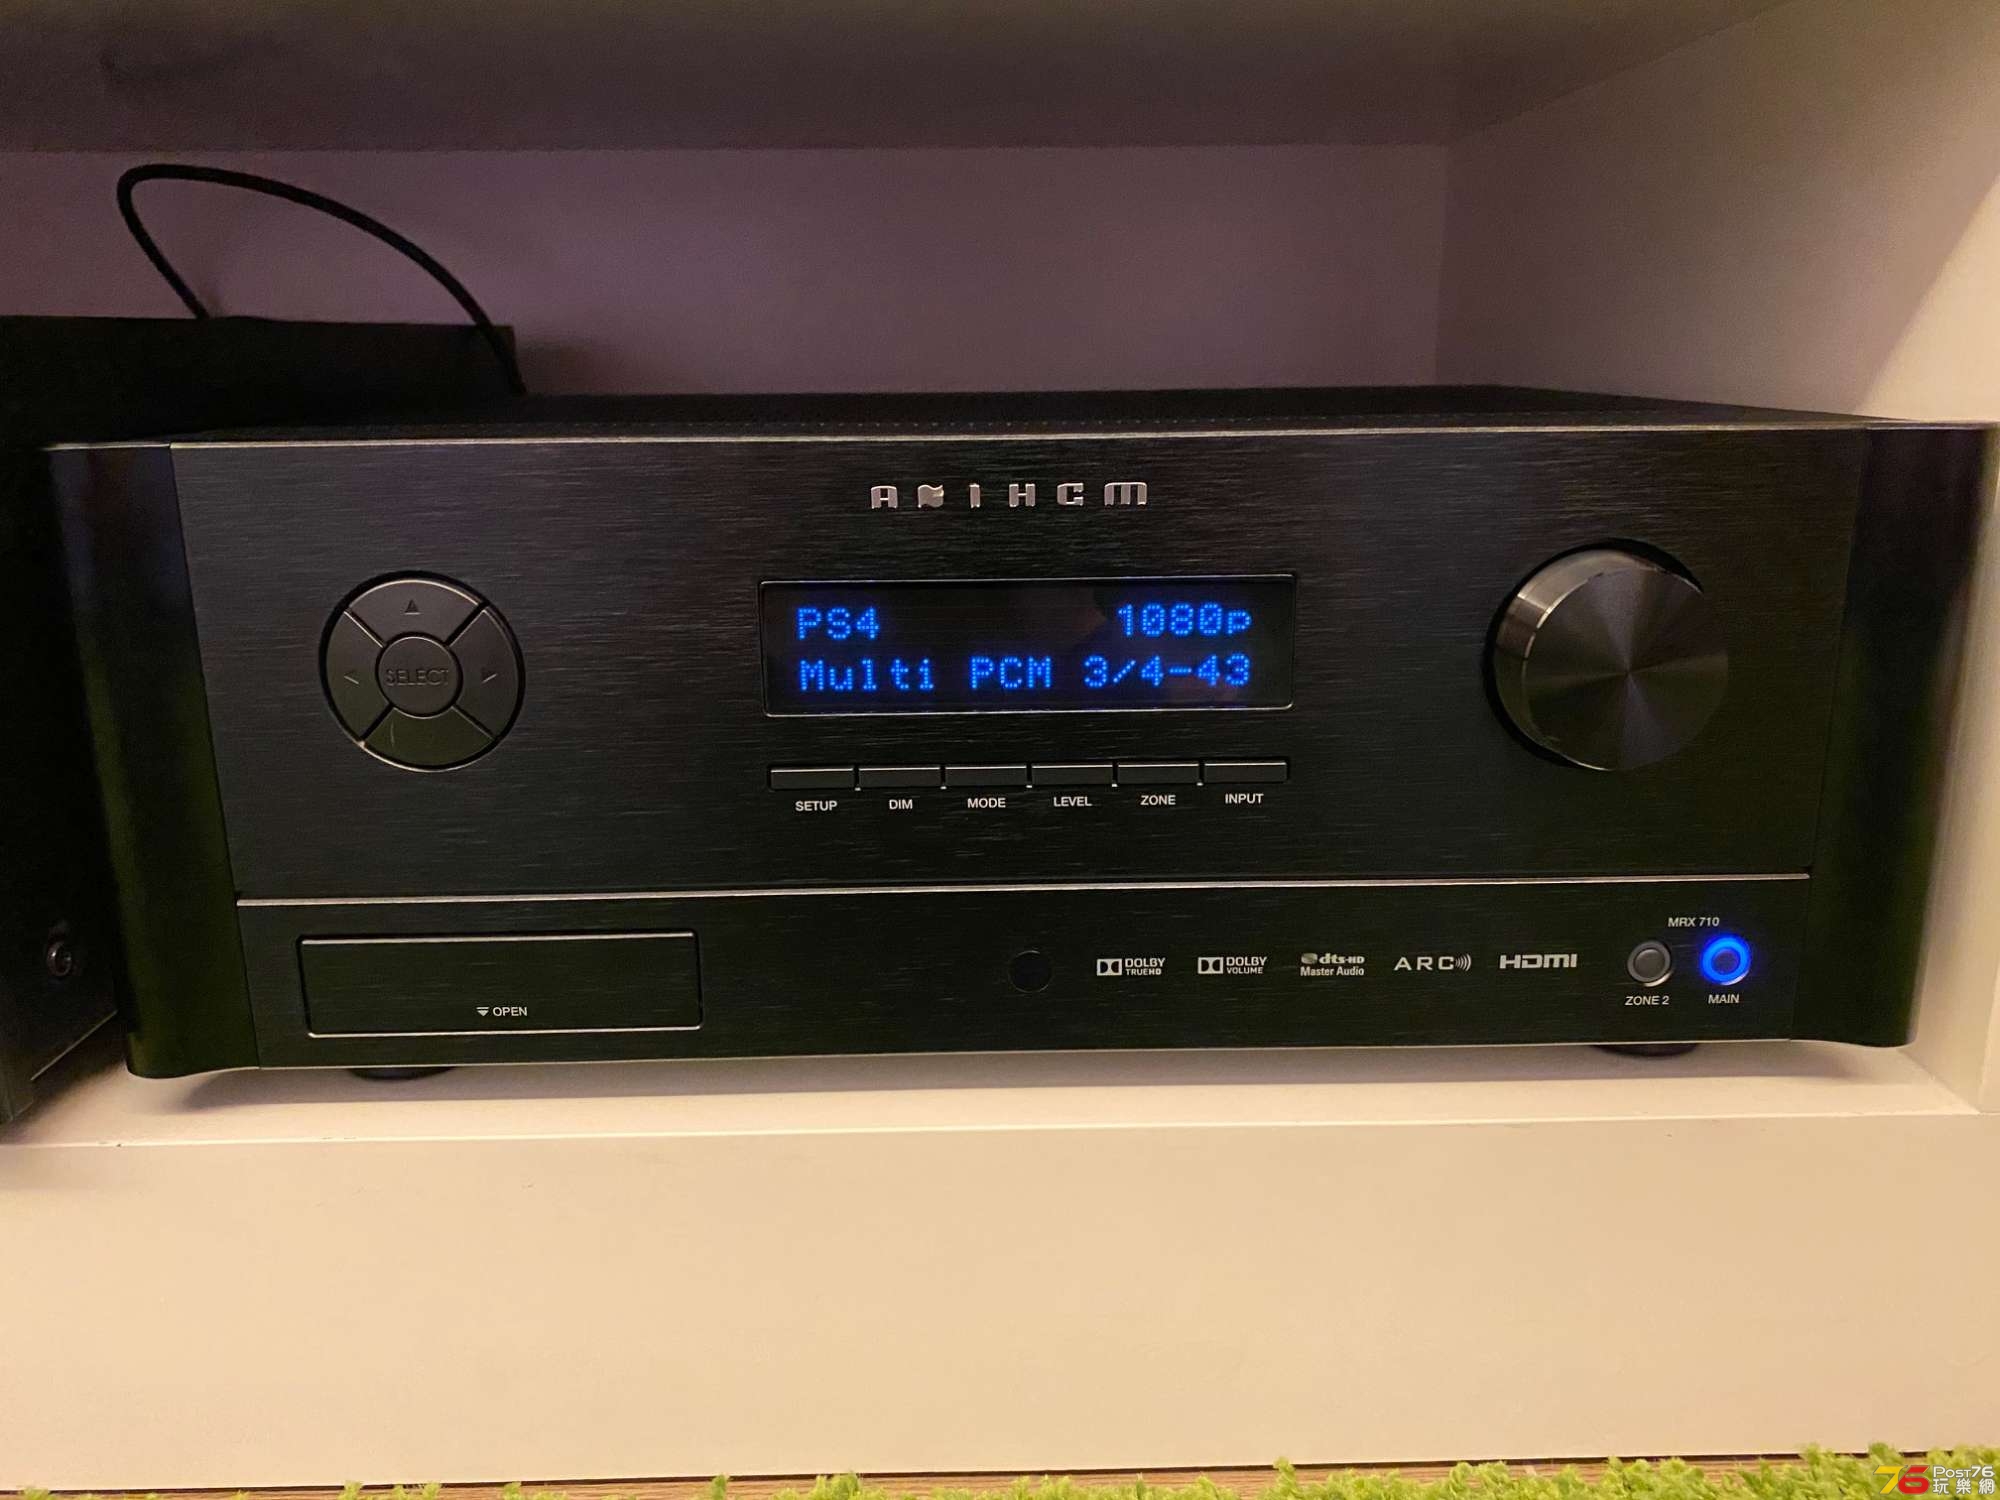 ANTHEM
PS4 1080p
Multi PCM 3/4-43
SELECT
SETUP DIM MODE LEVEL ZONE INPUT
MRX 710
DOLBY TRUEHD
DOLBY VOLUME
dts-HD Master Audio
ARC
HDMI
OPEN
ZONE 2 MAIN
76 POST76
玩樂網